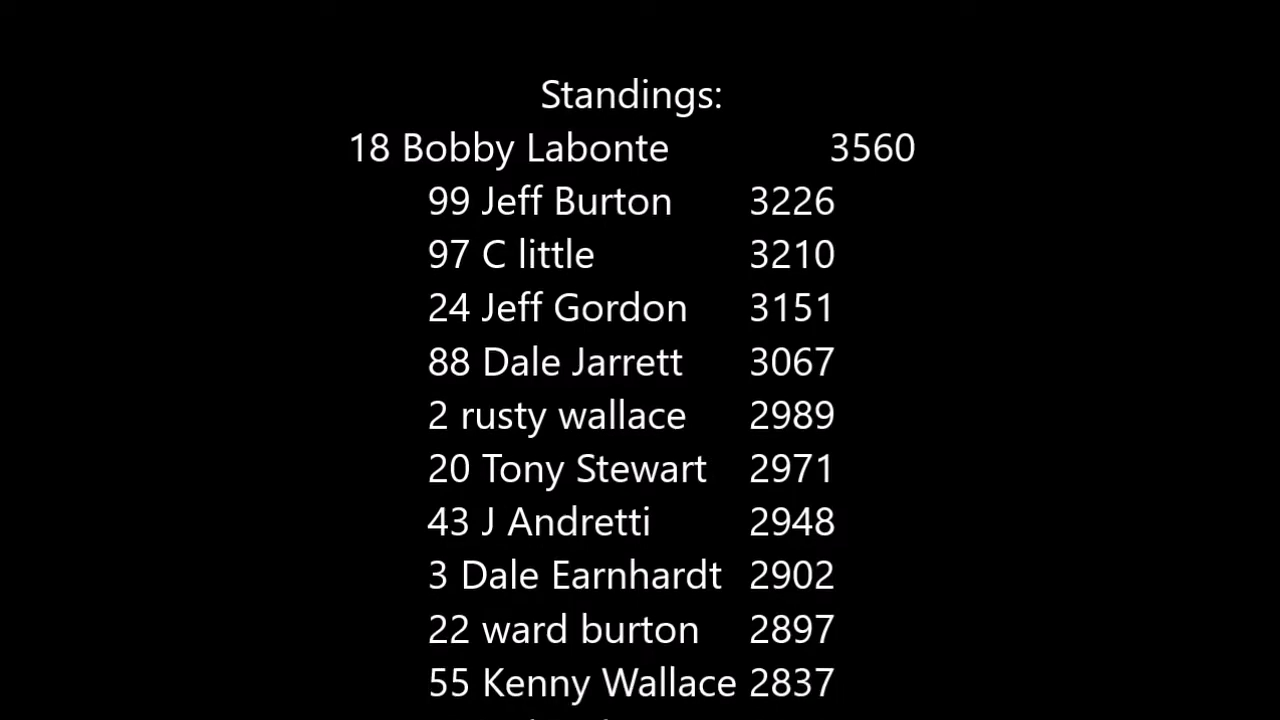 Standings:
18 Bobby Labonte 3560
99 Jeff Burton 3226
97 C little 3210
24 Jeff Gordon 3151
88 Dale Jarrett 3067
2 rusty wallace 2989
20 Tony Stewart 2971
43 J Andretti 2948
3 Dale Earnhardt 2902
22 ward burton 2897
55 Kenny Wallace 2837